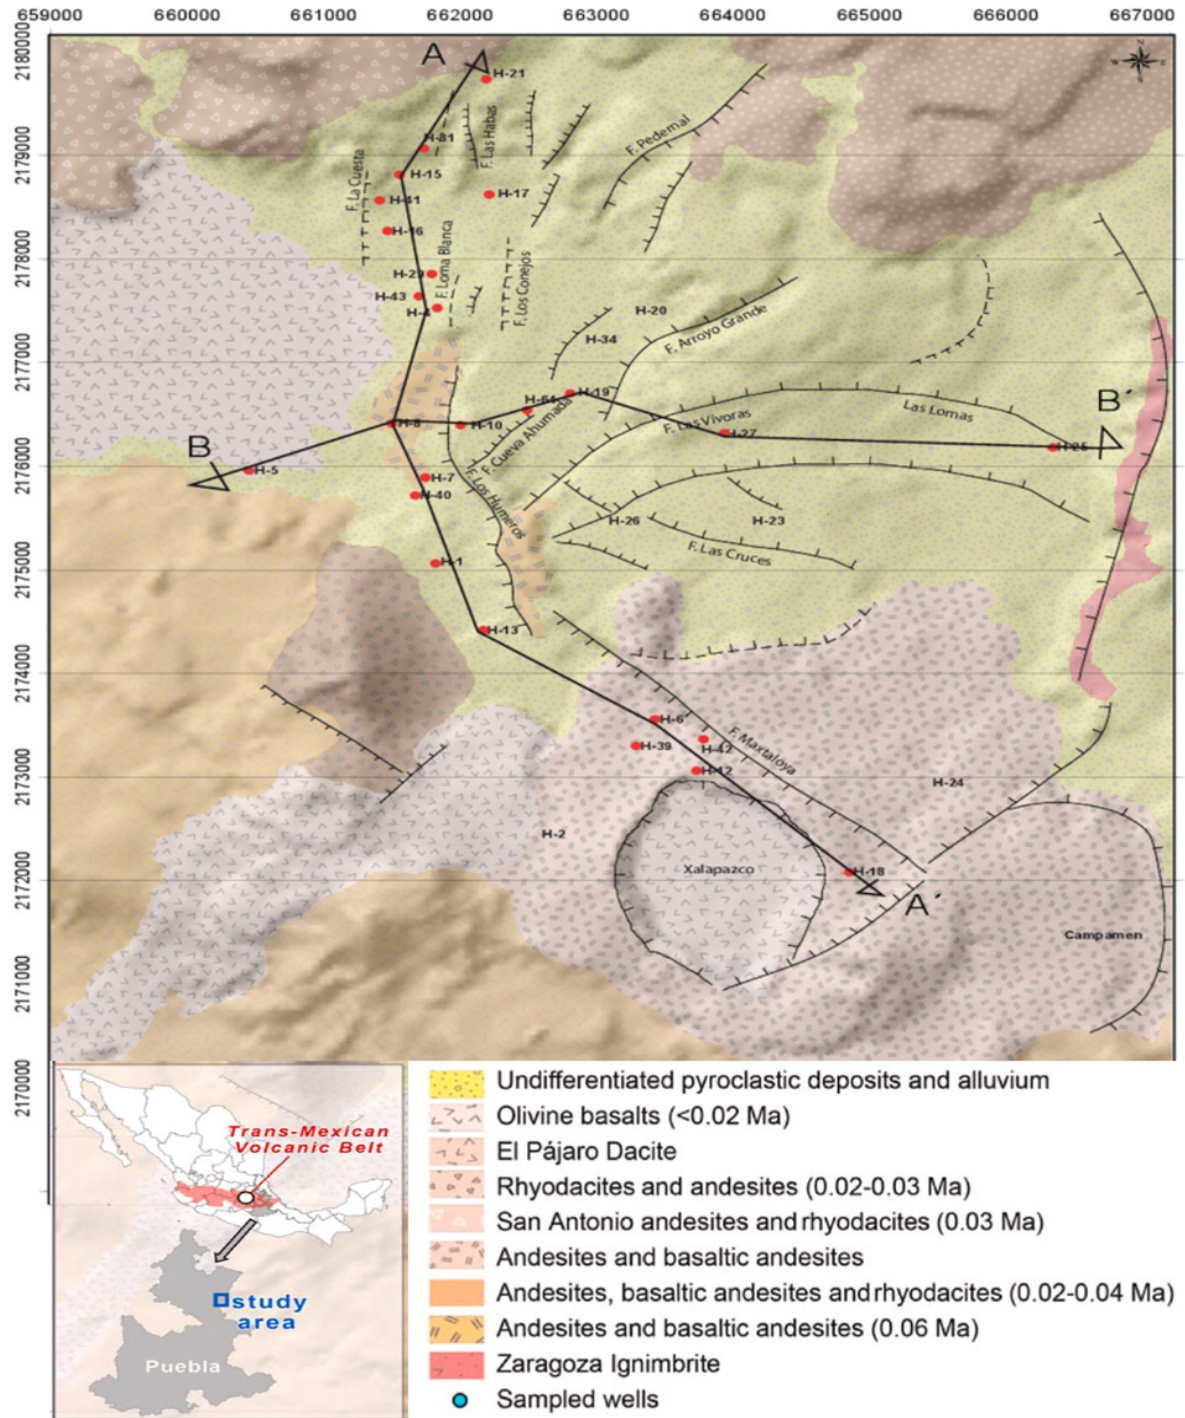 659000 660000 661000 662000 663000 664000 665000 666000 667000
2180000
2179000
2178000
2177000
2176000
2175000
2174000
2173000
2172000
2171000
2170000
A
H-21
F. Las Habas
F. Pedernal
H-31
H-15
F. La Cuesta
H-41
H-17
H-16
F. Loma Blanca
H-29
F. Los Conejos
H-43
H-4
H-20
F. Arroyo Grande
H-34
H-64
H-19
B´
Las Lomas
H-8
H-10
F. Las Víboras
H-27
F. Cueva Ahumada
B
H-25
H-5
H-7
H-40
F. Los Humeros
H-26
H-23
F. Las Cruces
H-1
H-13
H-6
H-39
H-42
F. Maxtaloya
H-12
H-24
H-2
Xalapazco
H-18
A´
Campamen
Trans-Mexican
Volcanic Belt
study
area
Puebla
Undifferentiated pyroclastic deposits and alluvium
Olivine basalts (<0.02 Ma)
El Pájaro Dacite
Rhyodacites and andesites (0.02-0.03 Ma)
San Antonio andesites and rhyodacites (0.03 Ma)
Andesites and basaltic andesites
Andesites, basaltic andesites and rhyodacites (0.02-0.04 Ma)
Andesites and basaltic andesites (0.06 Ma)
Zaragoza Ignimbrite
Sampled wells